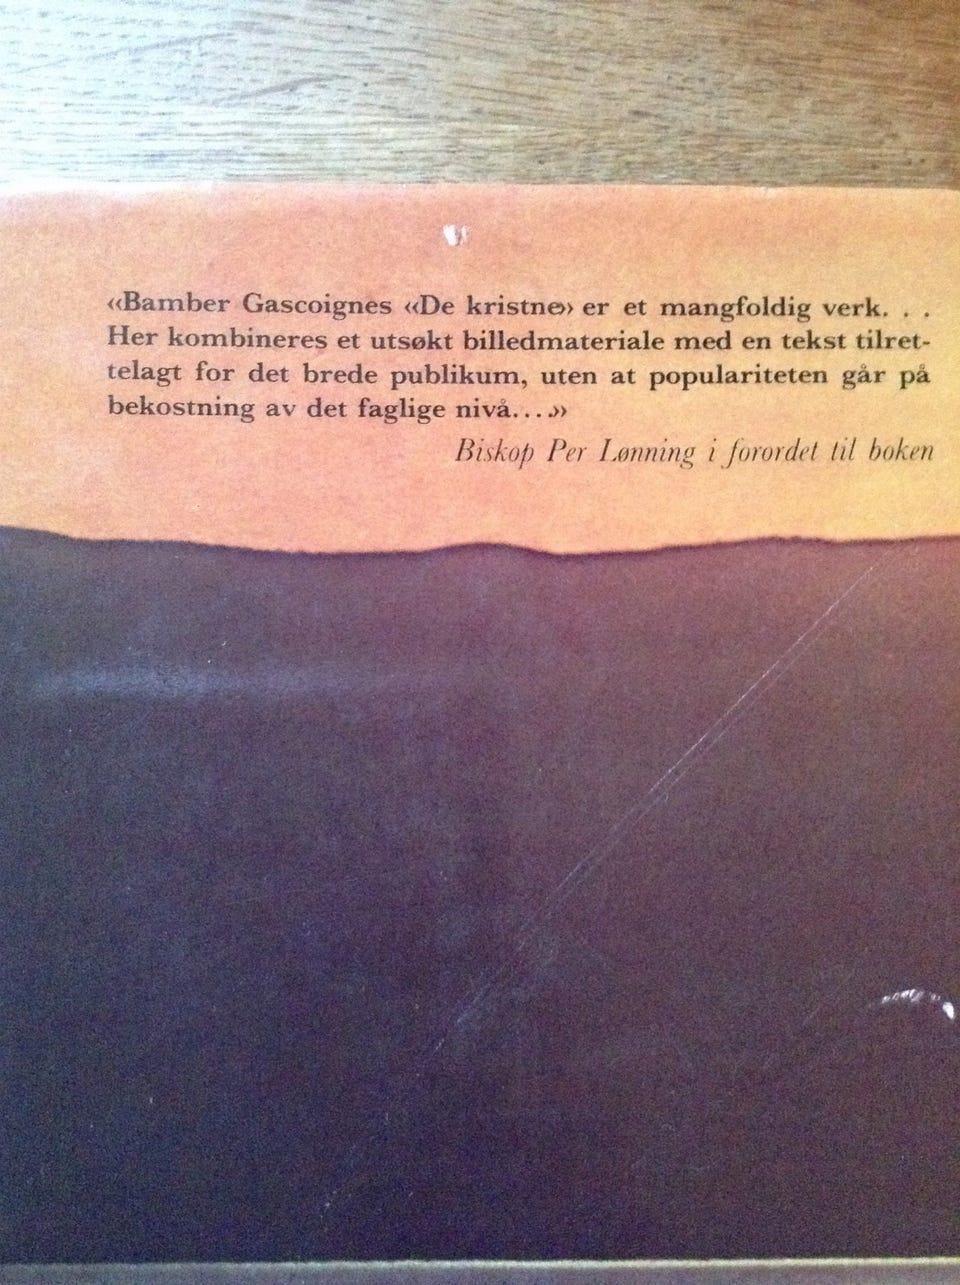 ‹‹Bamber Gascoignes ‹‹De kristne›› er et mangfoldig verk. . .
Her kombineres et utsøkt billedmateriale med en tekst tilret-
telagt for det brede publikum, uten at populariteten går på
bekostning av det faglige nivå. . . .››
Biskop Per Lønning i forordet til boken